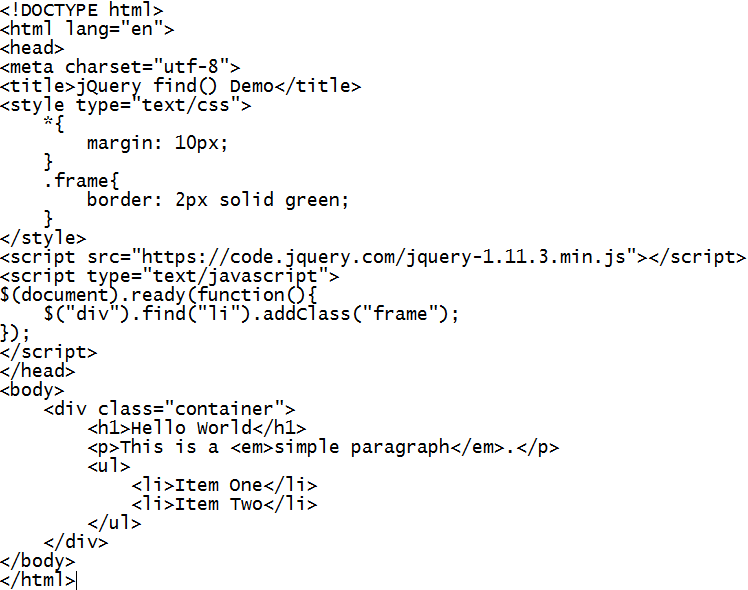 <!DOCTYPE html>
<html lang="en">
<head>
<meta charset="utf-8">
<title>jQuery find() Demo</title>
<style type="text/css">
    *{
        margin: 10px;
    }
    .frame{
        border: 2px solid green;
    }
</style>
<script src="https://code.jquery.com/jquery-1.11.3.min.js"></script>
<script type="text/javascript">
$(document).ready(function(){
    $("div").find("li").addClass("frame");
});
</script>
</head>
<body>
    <div class="container">
        <h1>Hello World</h1>
        <p>This is a <em>simple paragraph</em>.</p>
        <ul>
            <li>Item One</li>
            <li>Item Two</li>
        </ul>
    </div>
</body>
</html>